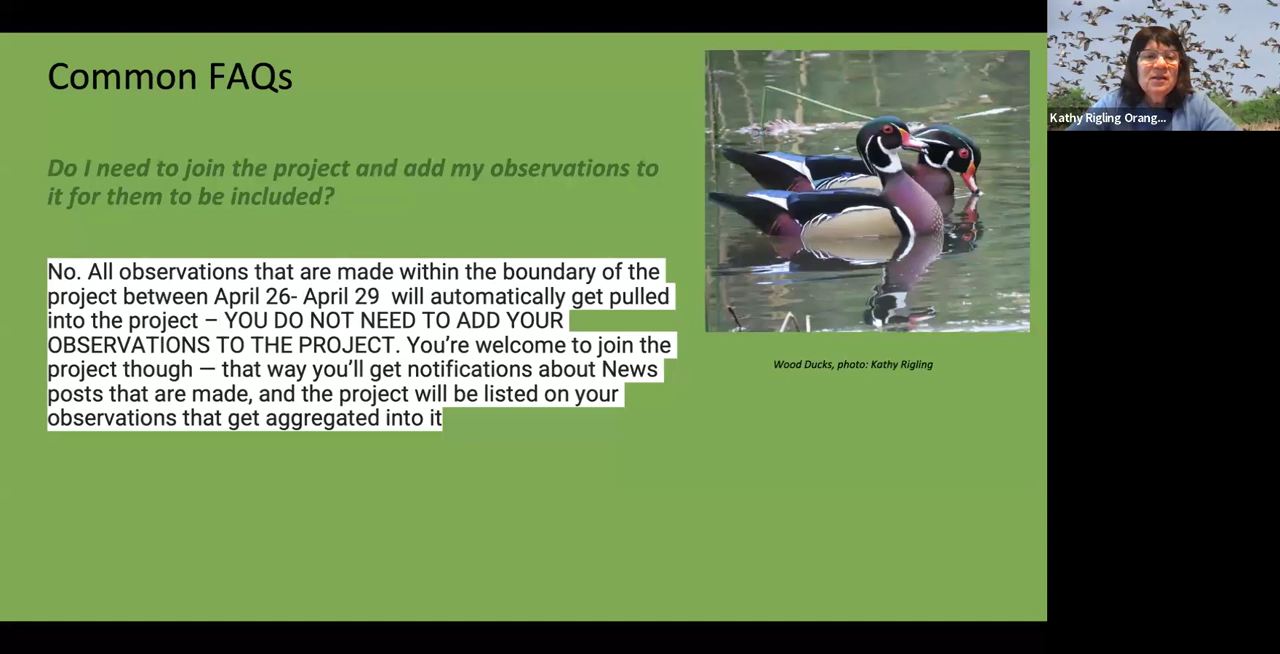 Common FAQs
Do I need to join the project and add my observations to
it for them to be included?
No. All observations that are made within the boundary of the
project between April 26- April 29  will automatically get pulled
into the project – YOU DO NOT NEED TO ADD YOUR
OBSERVATIONS TO THE PROJECT. You’re welcome to join the
project though — that way you’ll get notifications about News
posts that are made, and the project will be listed on your
observations that get aggregated into it
Wood Ducks, photo: Kathy Rigling
Kathy Rigling Orang...